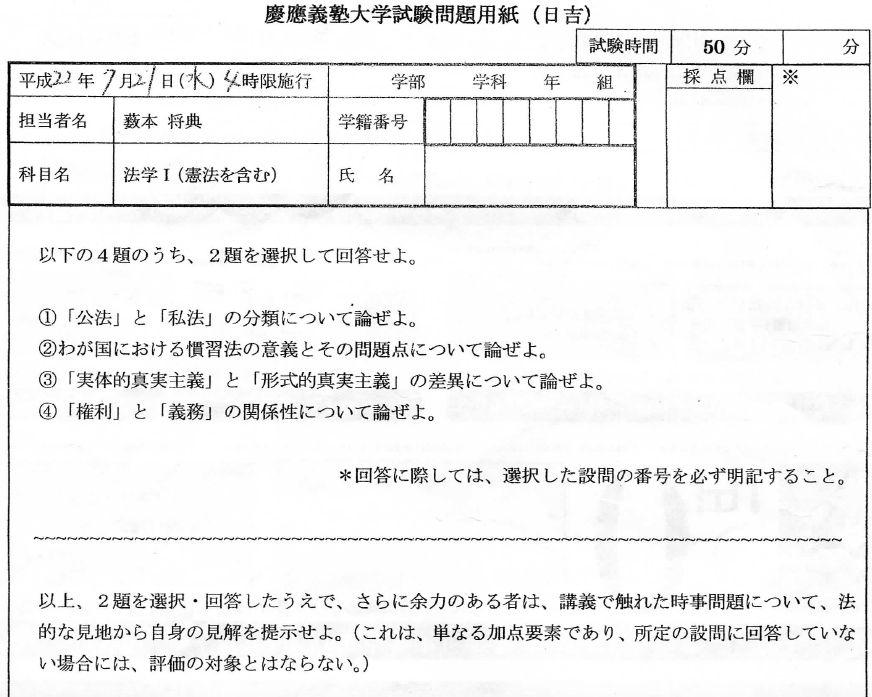 慶應義塾大学試験問題用紙（日吉）
試験時間 50 分 分
平成22年7月21日(水)4時限施行 学部 学科 年 組 採点欄 ※
担当者名 藪本 将典 学籍番号
科目名 法学Ⅰ（憲法を含む） 氏 名
以下の４題のうち、２題を選択して回答せよ。
①「公法」と「私法」の分類について論ぜよ。
②わが国における慣習法の意義とその問題点について論ぜよ。
③「実体的真実主義」と「形式的真実主義」の差異について論ぜよ。
④「権利」と「義務」の関係性について論ぜよ。
＊回答に際しては、選択した設問の番号を必ず明記すること。
以上、２題を選択・回答したうえで、さらに余力のある者は、講義で触れた時事問題について、法
的な見地から自身の見解を提示せよ。（これは、単なる加点要素であり、所定の設問に回答していな
い場合には、評価の対象とはならない。）